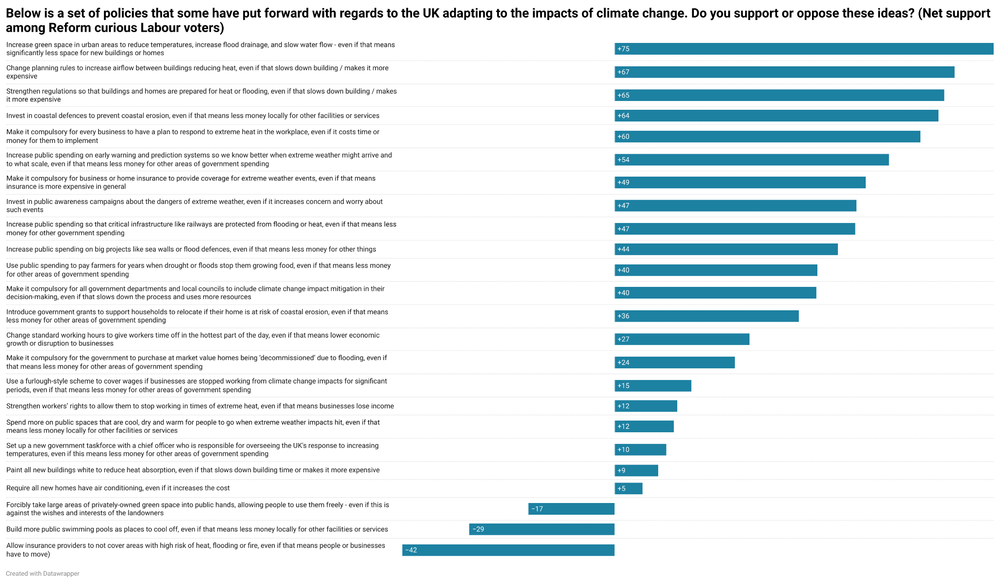 Below is a set of policies that some have put forward with regards to the UK adapting to the impacts of climate change. Do you support or oppose these ideas? (Net support
among Reform curious Labour voters)
Increase green space in urban areas to reduce temperatures, increase flood drainage, and slow water flow - even if that means
significantly less space for new buildings or homes
+75
Change planning rules to increase airflow between buildings reducing heat, even if that slows down building / makes it more
expensive
+67
Strengthen regulations so that buildings and homes are prepared for heat or flooding, even if that slows down building / makes
it more expensive
+65
Invest in coastal defences to prevent coastal erosion, even if that means less money locally for other facilities or services
+64
Make it compulsory for every business to have a plan to respond to extreme heat in the workplace, even if it costs time or
money for them to implement
+60
Increase public spending on early warning and prediction systems so we know better when extreme weather might arrive and
to what scale, even if that means less money for other areas of government spending
+54
Make it compulsory for business or home insurance to provide coverage for extreme weather events, even if that means
insurance is more expensive in general
+49
Invest in public awareness campaigns about the dangers of extreme weather, even if it increases concern and worry about
such events
+47
Increase public spending so that critical infrastructure like railways are protected from flooding or heat, even if that means less
money for other government spending
+47
Increase public spending on big projects like sea walls or flood defences, even if that means less money for other things
+44
Use public spending to pay farmers for years when drought or floods stop them growing food, even if that means less money
for other areas of government spending
+40
Make it compulsory for all government departments and local councils to include climate change impact mitigation in their
decision-making, even if that slows down the process and uses more resources
+40
Introduce government grants to support households to relocate if their home is at risk of coastal erosion, even if that means
less money for other areas of government spending
+36
Change standard working hours to give workers time off in the hottest part of the day, even if that means lower economic
growth or disruption to businesses
+27
Make it compulsory for the government to purchase at market value homes being ‘decommissioned’ due to flooding, even if
that means less money for other areas of government spending
+24
Use a furlough-style scheme to cover wages if businesses are stopped working from climate change impacts for significant
periods, even if that means less money for other areas of government spending
+15
Strengthen workers’ rights to allow them to stop working in times of extreme heat, even if that means businesses lose income
+12
Spend more on public spaces that are cool, dry and warm for people to go when extreme weather impacts hit, even if that
means less money locally for other facilities or services
+12
Set up a new government taskforce with a chief officer who is responsible for overseeing the UK's response to increasing
temperatures, even if this means less money for other areas of government spending
+10
Paint all new buildings white to reduce heat absorption, even if that slows down building time or makes it more expensive
+9
Require all new homes have air conditioning, even if it increases the cost
+5
Forcibly take large areas of privately-owned green space into public hands, allowing people to use them freely - even if this is
against the wishes and interests of the landowners
−17
Build more public swimming pools as places to cool off, even if that means less money locally for other facilities or services
−29
Allow insurance providers to not cover areas with high risk of heat, flooding or fire, even if that means people or businesses
have to move)
−42
Created with Datawrapper